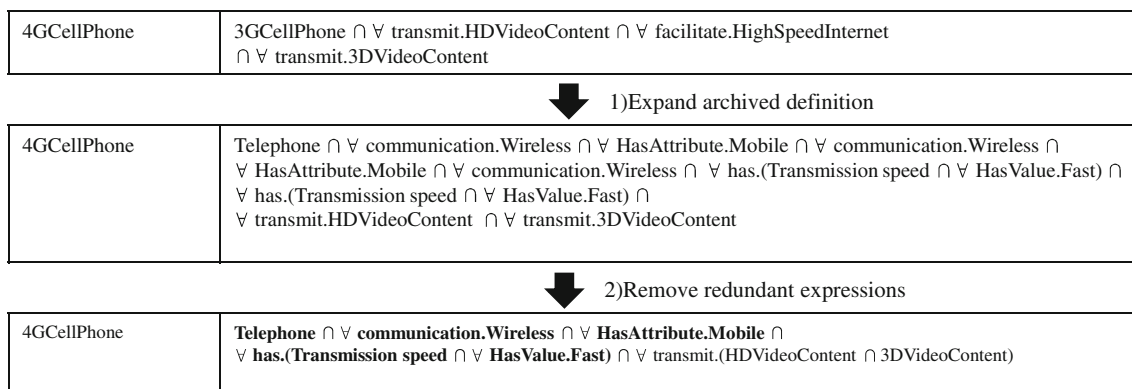 4GCellPhone
3GCellPhone ∩ ∀ transmit.HDVideoContent ∩ ∀ facilitate.HighSpeedInternet
∩ ∀ transmit.3DVideoContent
1)Expand archived definition
4GCellPhone
Telephone ∩ ∀ communication.Wireless ∩ ∀ HasAttribute.Mobile ∩ ∀ communication.Wireless ∩
∀ HasAttribute.Mobile ∩ ∀ communication.Wireless ∩ ∀ has.(Transmission speed ∩ ∀ HasValue.Fast) ∩
∀ has.(Transmission speed ∩ ∀ HasValue.Fast) ∩
∀ transmit.HDVideoContent ∩ ∀ transmit.3DVideoContent
2)Remove redundant expressions
4GCellPhone
Telephone ∩ ∀ communication.Wireless ∩ ∀ HasAttribute.Mobile ∩
∀ has.(Transmission speed ∩ ∀ HasValue.Fast) ∩ ∀ transmit.(HDVideoContent ∩ 3DVideoContent)